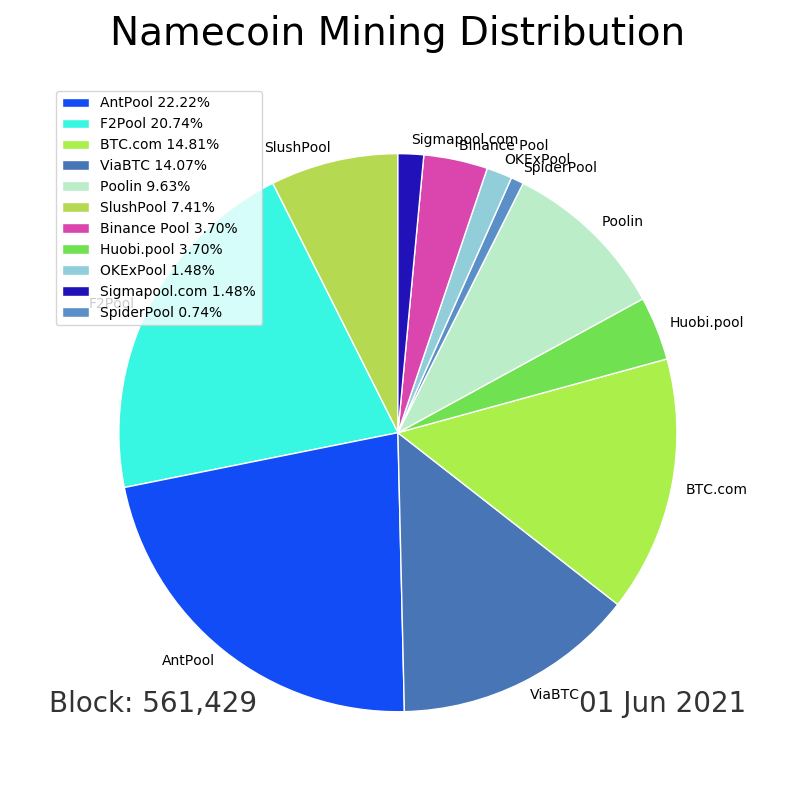 Namecoin Mining Distribution
AntPool 22.22%
F2Pool 20.74%
BTC.com 14.81%
ViaBTC 14.07%
Poolin 9.63%
SlushPool 7.41%
Binance Pool 3.70%
Huobi.pool 3.70%
OKExPool 1.48%
Sigmapool.com 1.48%
SpiderPool 0.74%
SlushPool
Sigmapool.com
Binance Pool
OKExPool
SpiderPool
Poolin
F2Pool
Huobi.pool
BTC.com
AntPool
ViaBTC
Block: 561,429
01 Jun 2021